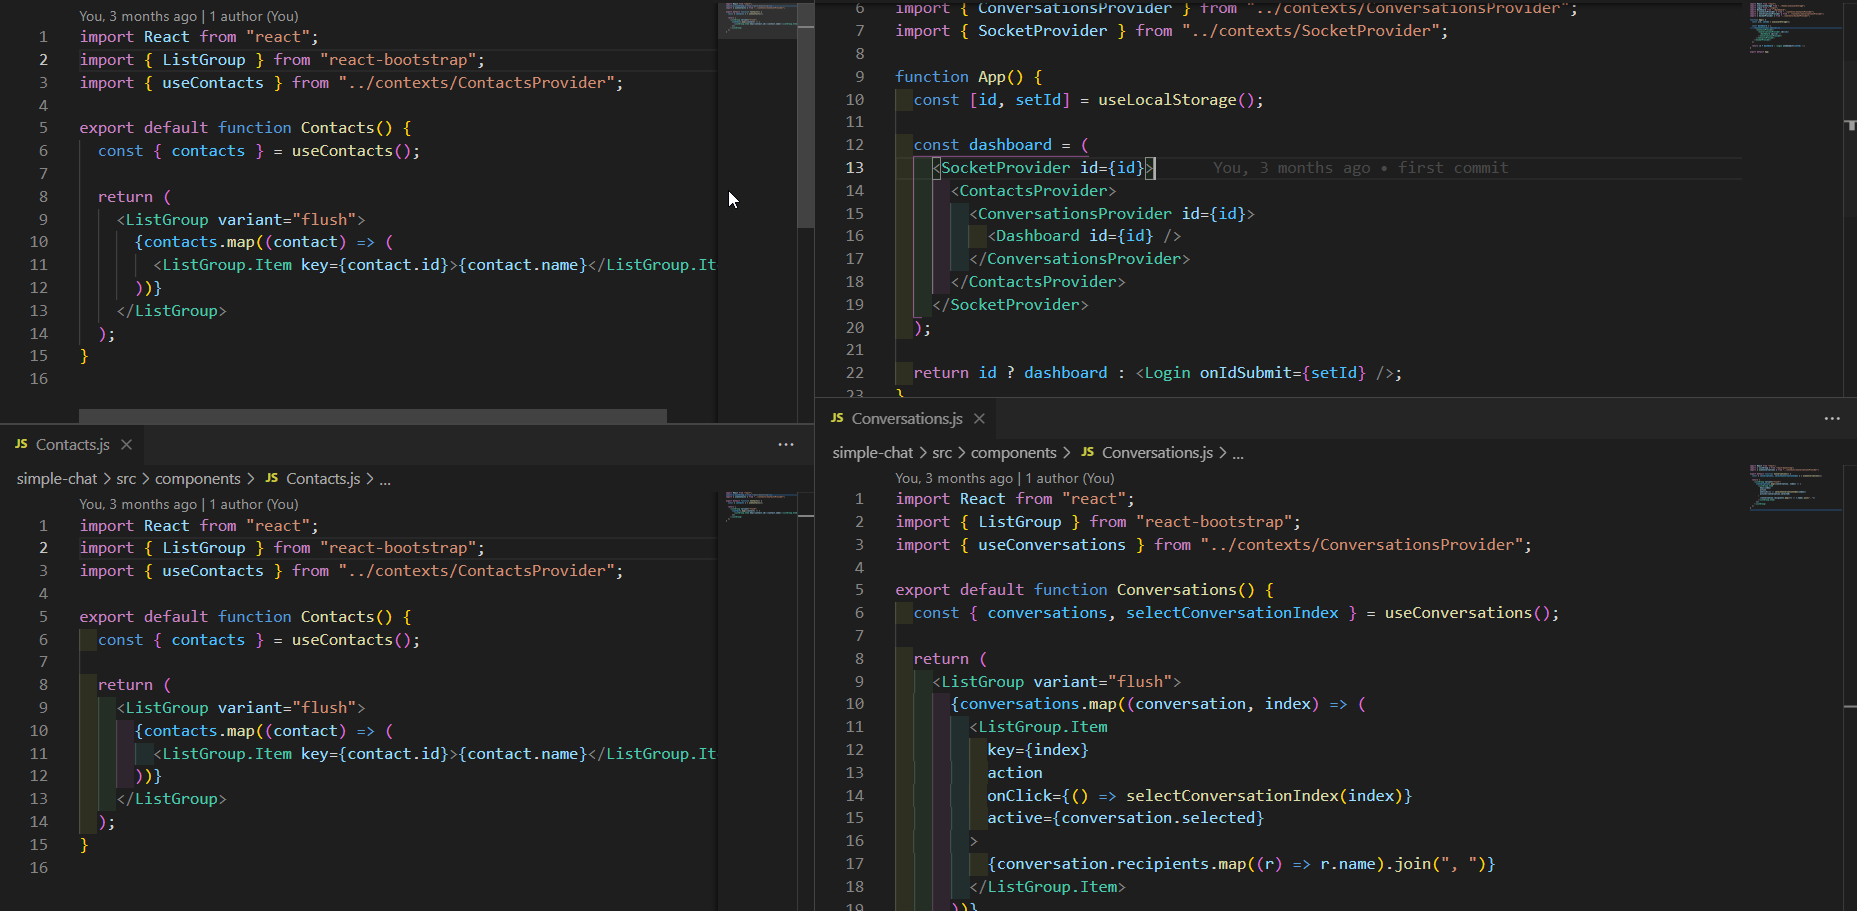 You, 3 months ago | 1 author (You)
1 import React from "react";
2 import { ListGroup } from "react-bootstrap";
3 import { useContacts } from "../contexts/ContactsProvider";
4
5 export default function Contacts() {
6 const { contacts } = useContacts();
7
8 return (
9 <ListGroup variant="flush">
10 {contacts.map((contact) => (
11 <ListGroup.Item key={contact.id}>{contact.name}</ListGroup.It
12 ))}
13 </ListGroup>
14 );
15 }
16
JS Contacts.js ×
...
simple-chat > src > components > JS Contacts.js > ...
You, 3 months ago | 1 author (You)
1 import React from "react";
2 import { ListGroup } from "react-bootstrap";
3 import { useContacts } from "../contexts/ContactsProvider";
4
5 export default function Contacts() {
6 const { contacts } = useContacts();
7
8 return (
9 <ListGroup variant="flush">
10 {contacts.map((contact) => (
11 <ListGroup.Item key={contact.id}>{contact.name}</ListGroup.It
12 ))}
13 </ListGroup>
14 );
15 }
16
6 import { ConversationsProvider } from "../contexts/ConversationsProvider";
7 import { SocketProvider } from "../contexts/SocketProvider";
8
9 function App() {
10 const [id, setId] = useLocalStorage();
11
12 const dashboard = (
13 <SocketProvider id={id}> You, 3 months ago • first commit
14 <ContactsProvider>
15 <ConversationsProvider id={id}>
16 <Dashboard id={id} />
17 </ConversationsProvider>
18 </ContactsProvider>
19 </SocketProvider>
20 );
21
22 return id ? dashboard : <Login onIdSubmit={setId} />;
23 }
JS Conversations.js ×
...
simple-chat > src > components > JS Conversations.js > ...
You, 3 months ago | 1 author (You)
1 import React from "react";
2 import { ListGroup } from "react-bootstrap";
3 import { useConversations } from "../contexts/ConversationsProvider";
4
5 export default function Conversations() {
6 const { conversations, selectConversationIndex } = useConversations();
7
8 return (
9 <ListGroup variant="flush">
10 {conversations.map((conversation, index) => (
11 <ListGroup.Item
12 key={index}
13 action
14 onClick={() => selectConversationIndex(index)}
15 active={conversation.selected}
16 >
17 {conversation.recipients.map((r) => r.name).join(", ")}
18 </ListGroup.Item>
19 ))}